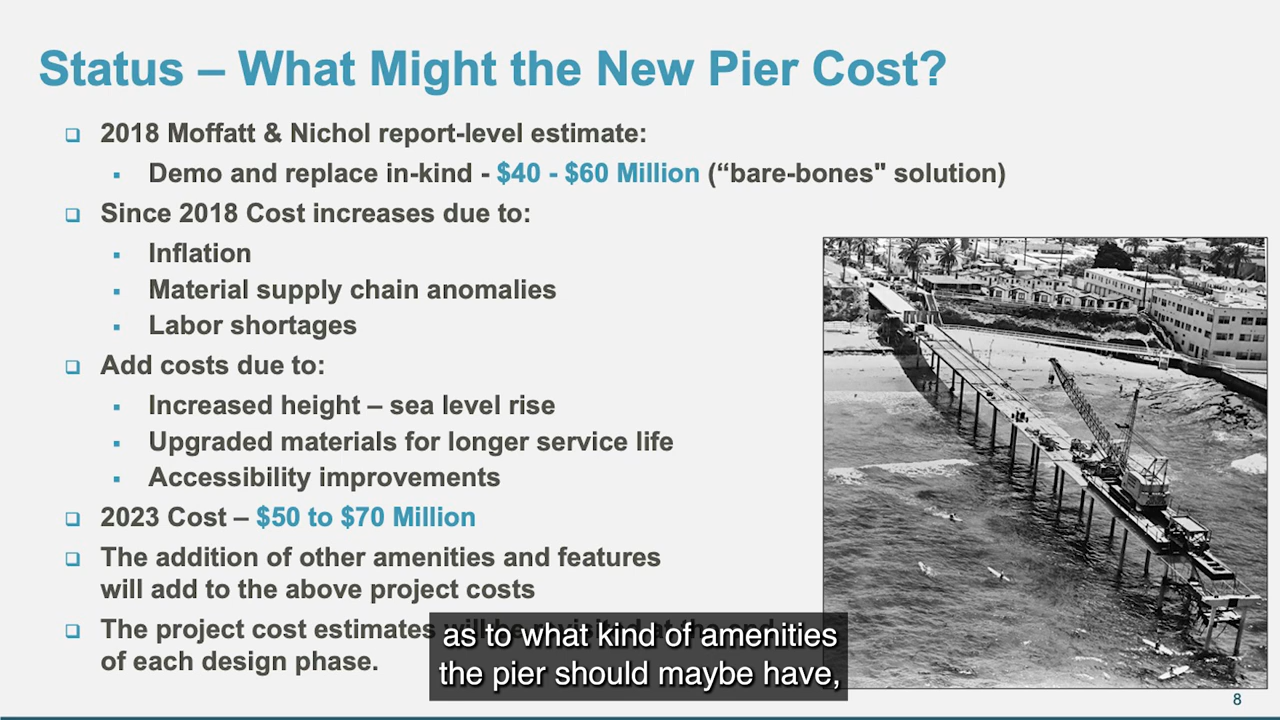 Status – What Might the New Pier Cost?
❑ 2018 Moffatt & Nichol report-level estimate:
▪ Demo and replace in-kind - $40 - $60 Million (“bare-bones" solution)
❑ Since 2018 Cost increases due to:
▪ Inflation
▪ Material supply chain anomalies
▪ Labor shortages
❑ Add costs due to:
▪ Increased height – sea level rise
▪ Upgraded materials for longer service life
▪ Accessibility improvements
❑ 2023 Cost – $50 to $70 Million
❑ The addition of other amenities and features
will add to the above project costs
❑ The project cost estimates
of each design phase.
as to what kind of amenities
the pier should maybe have,
8